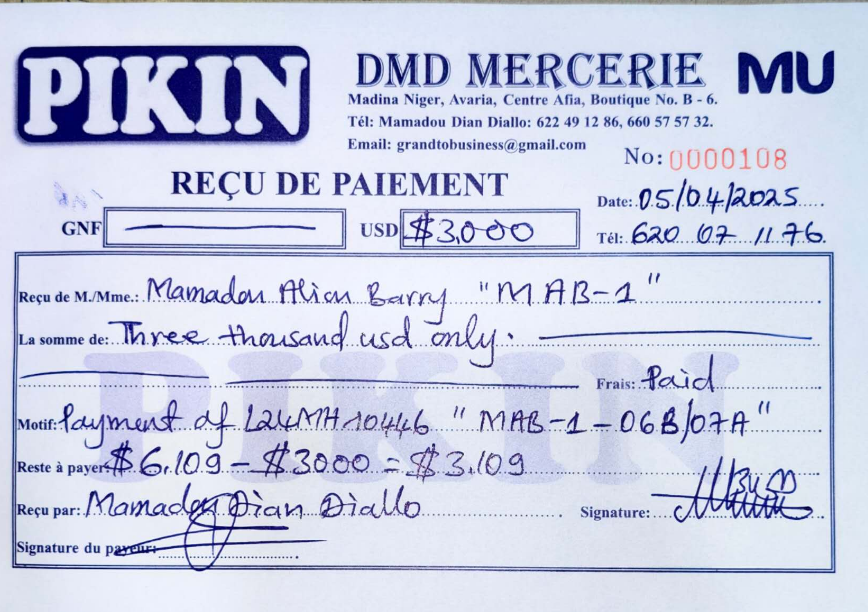 PIKIN
DMD MERCERIE
MU
Madina Niger, Avaria, Centre Afia, Boutique No. B - 6.
Tél: Mamadou Dian Diallo: 622 49 12 86, 660 57 57 32.
Email: grandtobusiness@gmail.com
No: 0000108
REÇU DE PAIEMENT
Date: 05/04/2025
GNF USD $3,000
Tél: 620 07 11 76
Reçu de M./Mme.: Mamadou Alion Barry "MAB-1"
La somme de: Three thousand usd only.
PIKIN
Frais: Paid
Motif: Payment of L24MH10446 "MAB-1-06B/07A"
Reste à payer: $6,109 - $3000 = $3,109
Reçu par: Mamadou Dian Diallo Signature:
Signature du payeur: